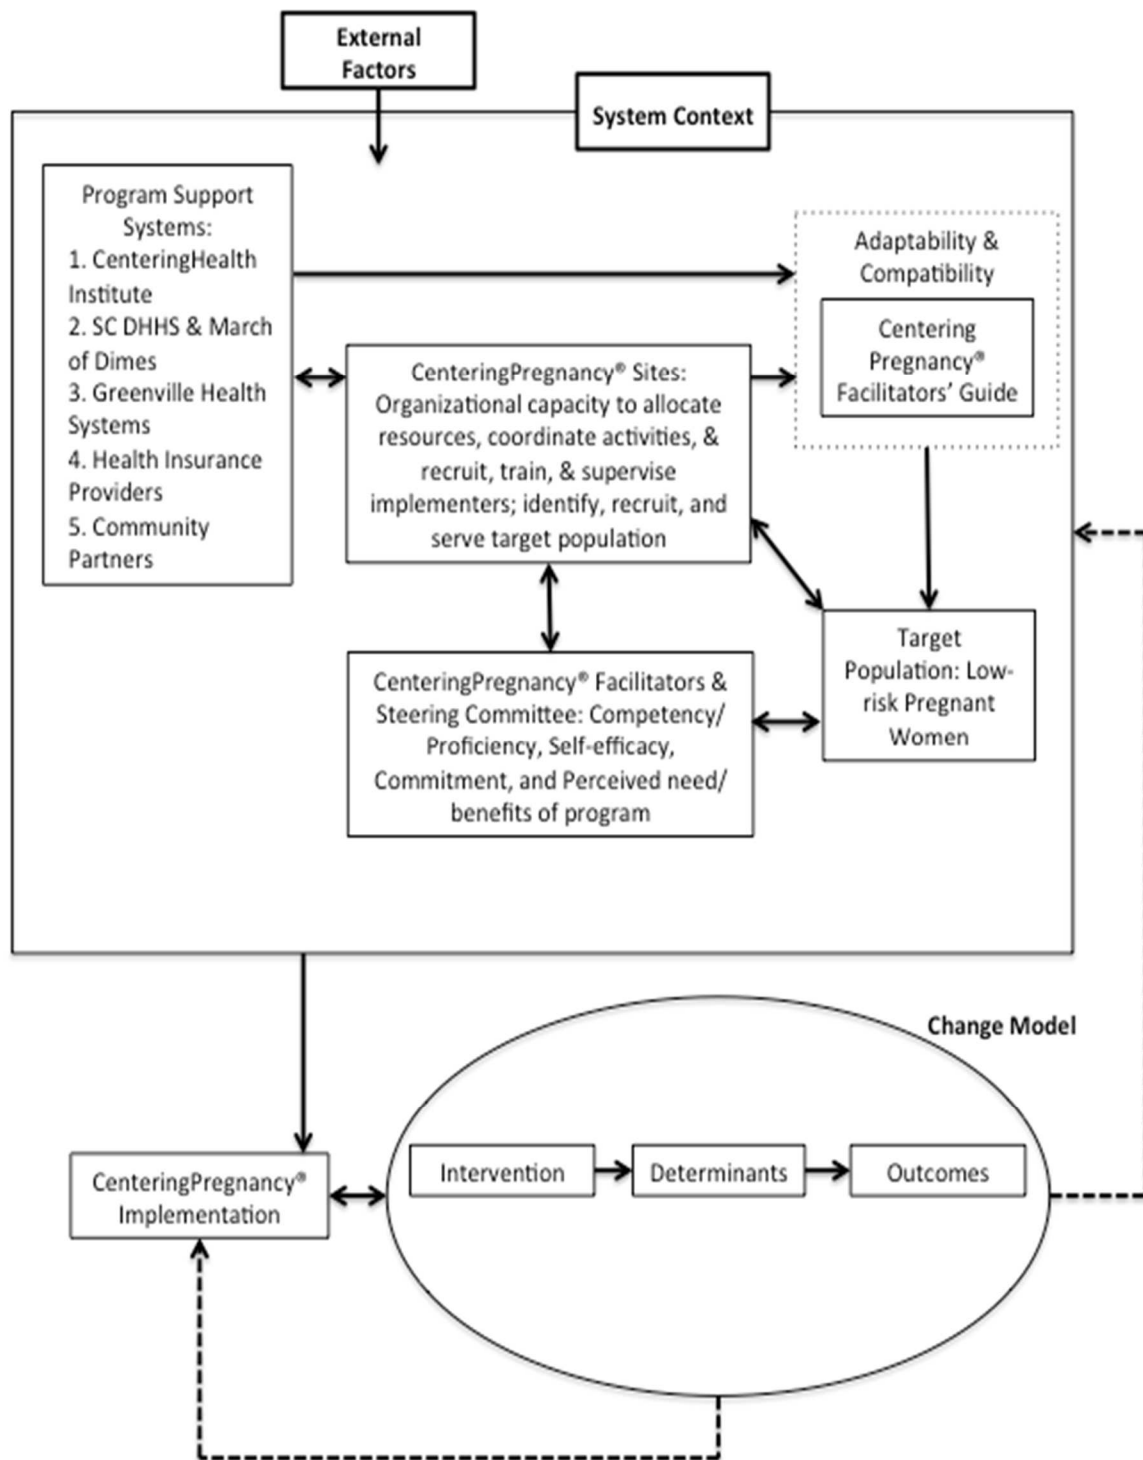 External
Factors
System Context
Program Support
Systems:
1. CenteringHealth
Institute
2. SC DHHS & March
of Dimes
3. Greenville Health
Systems
4. Health Insurance
Providers
5. Community
Partners
Adaptability &
Compatibility
Centering
Pregnancy®
Facilitators' Guide
CenteringPregnancy® Sites:
Organizational capacity to allocate
resources, coordinate activities, &
recruit, train, & supervise
implementers; identify, recruit, and
serve target population
Target
Population: Low-
risk Pregnant
Women
CenteringPregnancy® Facilitators &
Steering Committee: Competency/
Proficiency, Self-efficacy,
Commitment, and Perceived need/
benefits of program
Change Model
Intervention
Determinants
Outcomes
CenteringPregnancy®
Implementation